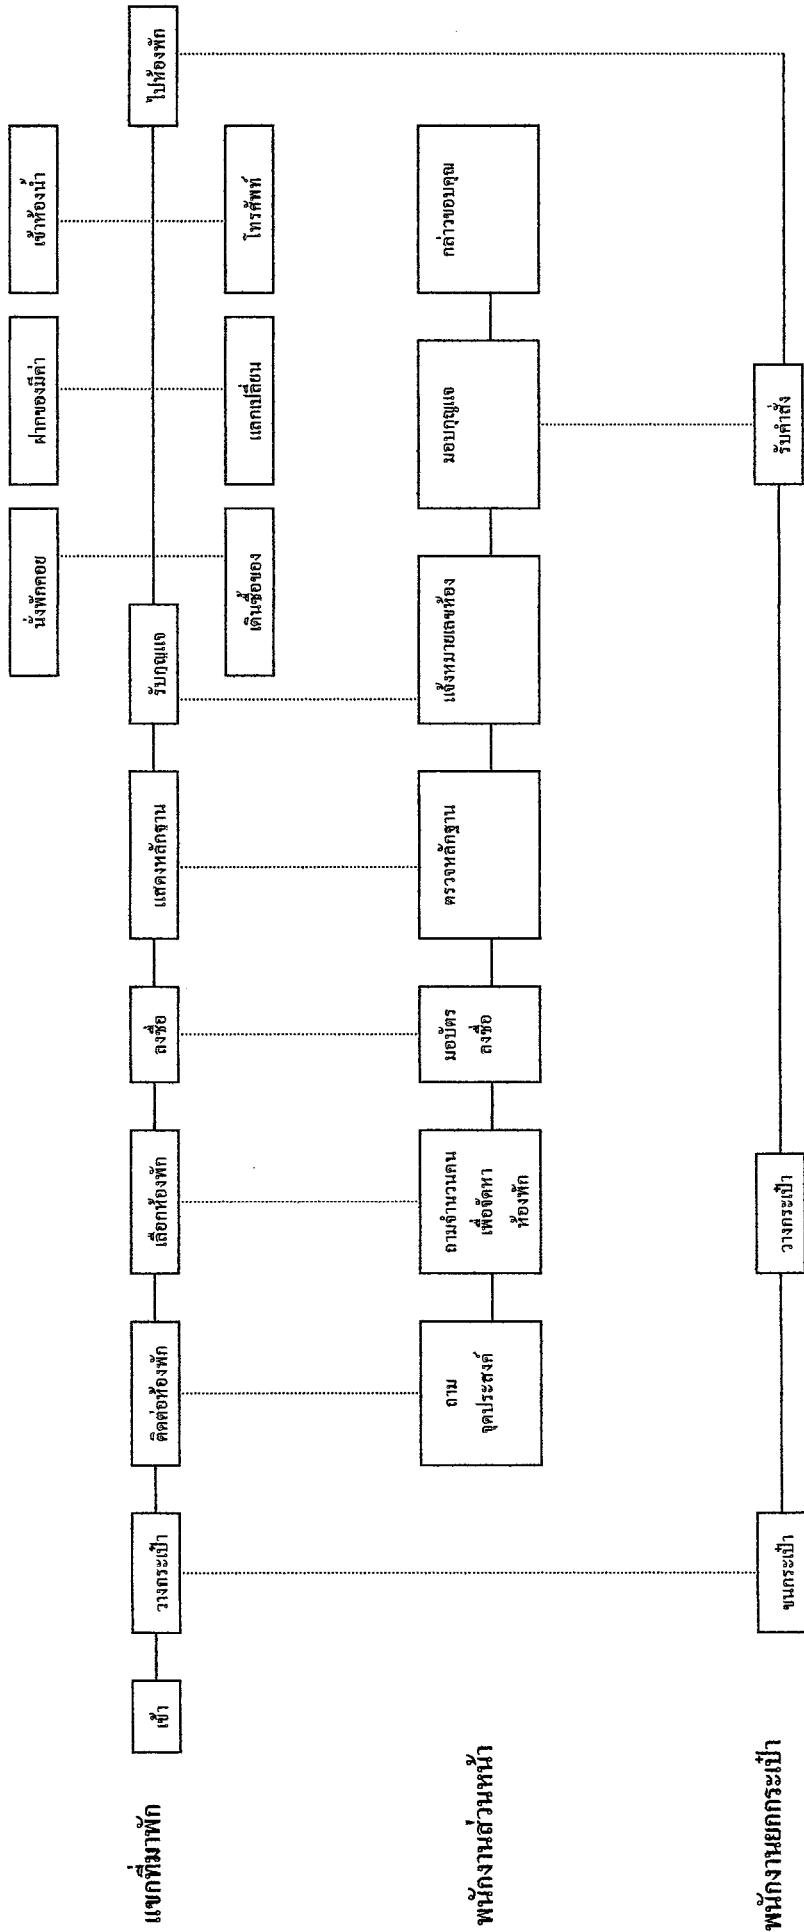 แขกที่มาพัก
เข้า
วางกระเป๋า
ติดต่อห้องพัก
เลือกห้องพัก
ลงชื่อ
แสดงหลักฐาน
รับกุญแจ
นั่งพักคอย
ฝากของมีค่า
เข้าห้องน้ำ
เดินซื้อของ
แลกเปลี่ยน
โทรศัพท์
ไปห้องพัก
พนักงานส่วนหน้า
ถาม
จุดประสงค์
ถามจำนวนคน
เพื่อจัดหา
ห้องพัก
มอบัตร
ลงชื่อ
ตรวจหลักฐาน
แจ้งหมายเลขห้อง
มอบกุญแจ
กล่าวขอบคุณ
พนักงานยกกระเป๋า
ขนกระเป๋า
วางกระเป๋า
รับคำสั่ง